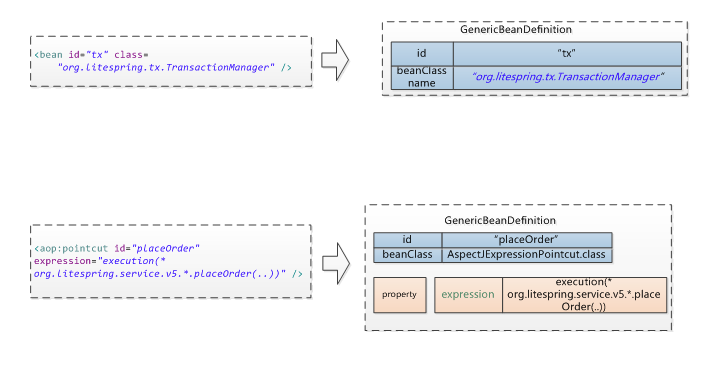 <bean id="tx" class=
"org.litespring.tx.TransactionManager" />
GenericBeanDefinition
id
“tx”
beanClass
name
“org.litespring.tx.TransactionManager”
<aop:pointcut id="placeOrder"
expression="execution(*
org.litespring.service.v5.*.placeOrder(..))" />
GenericBeanDefinition
id
“placeOrder”
beanClass
AspectJExpressionPointcut.class
property
expression
execution(*
org.litespring.service.v5.*.place
Order(..))